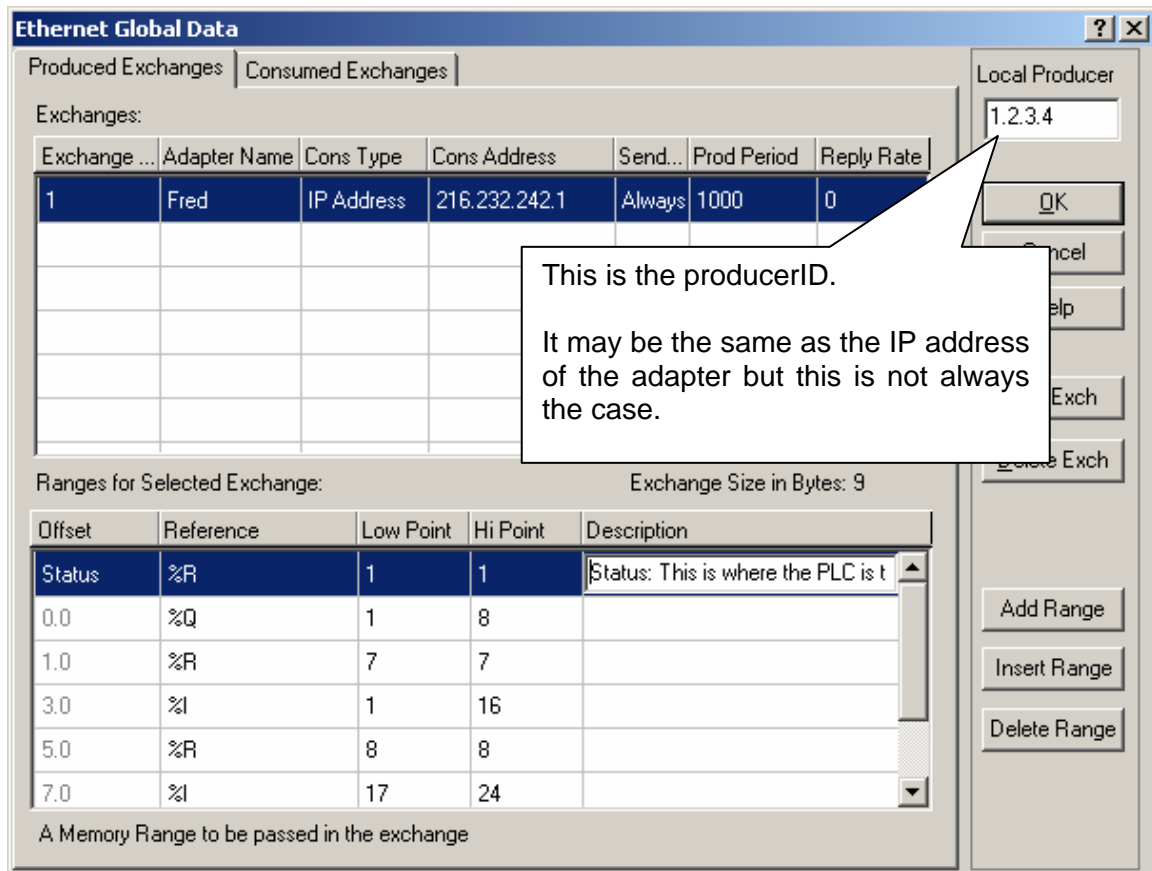 Ethernet Global Data
Produced Exchanges Consumed Exchanges
Local Producer
1.2.3.4
Exchanges:
Exchange ... Adapter Name Cons Type Cons Address Send... Prod Period Reply Rate
1 Fred IP Address 216.232.242.1 Always 1000 0
OK
This is the producerID.
It may be the same as the IP address
of the adapter but this is not always
the case.
Exch
Exch
Ranges for Selected Exchange: Exchange Size in Bytes: 9
Offset Reference Low Point Hi Point Description
Status %R 1 1 Status: This is where the PLC is t
0.0 %Q 1 8
1.0 %R 7 7
3.0 %I 1 16
5.0 %R 8 8
7.0 %I 17 24
Add Range
Insert Range
Delete Range
A Memory Range to be passed in the exchange